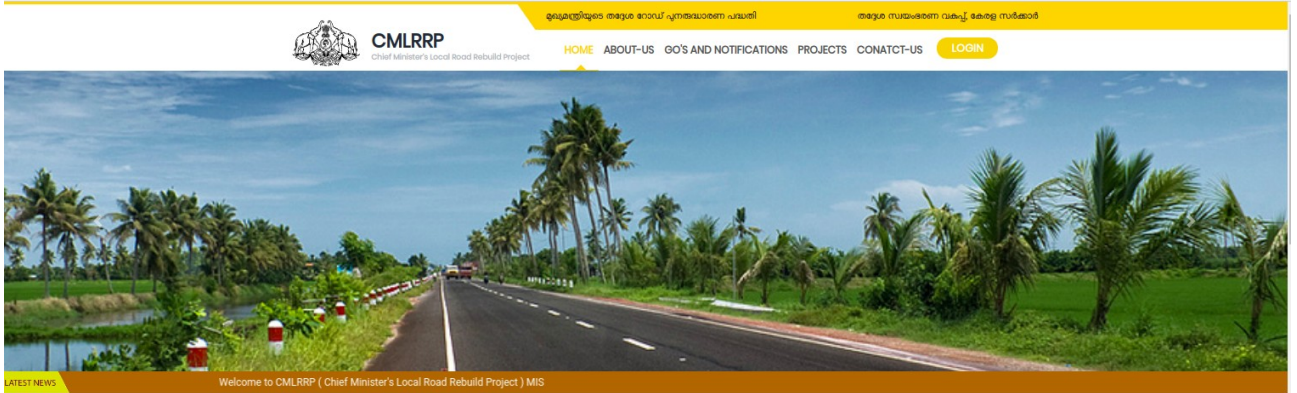 മുഖ്യമന്ത്രിയുടെ തദ്ദേശ റോഡ് പുനരുദ്ധാരണ പദ്ധതി
തദ്ദേശ സ്വയംഭരണ വകുപ്പ്, കേരള സർക്കാർ
CMLRRP
Chief Minister's Local Road Rebuild Project
HOME ABOUT-US GO'S AND NOTIFICATIONS PROJECTS CONATCT-US LOGIN
LATEST NEWS
Welcome to CMLRRP ( Chief Minister's Local Road Rebuild Project ) MIS